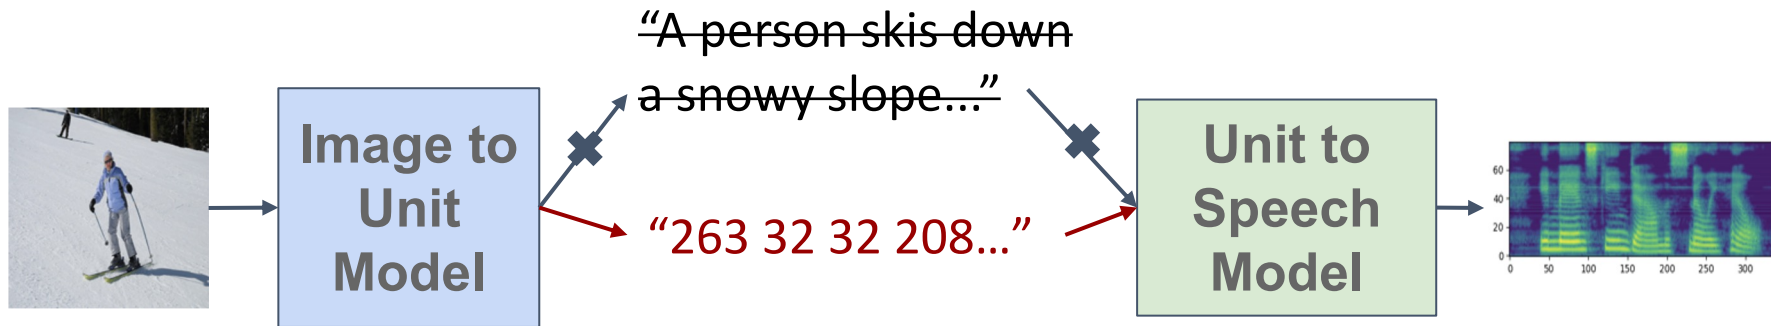 “A person skis down
a snowy slope...”
Image to
Unit
Model
“263 32 32 208...”
Unit to
Speech
Model
60
40
20
0
0 50 100 150 200 250 300